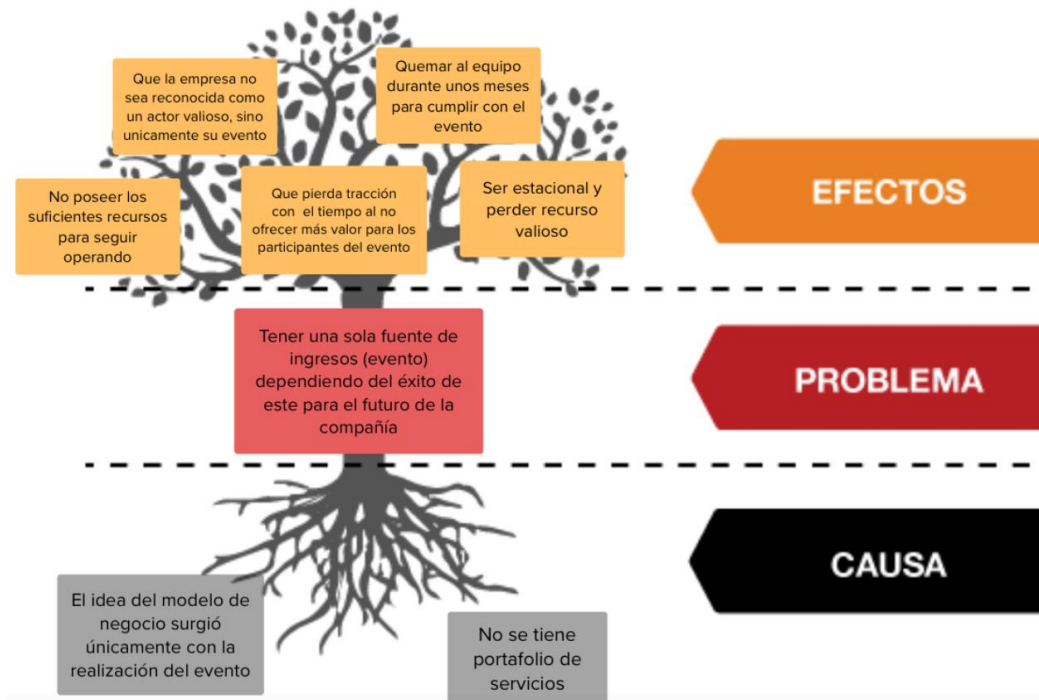 Que la empresa no
sea reconocida como
un actor valioso, sino
unicamente su evento
Quemar al equipo
durante unos meses
para cumplir con el
evento
No poseer los
suficientes recursos
para seguir
operando
Que pierda tracción
con el tiempo al no
ofrecer más valor para los
participantes del evento
Ser estacional y
perder recurso
valioso
EFECTOS
Tener una sola fuente de
ingresos (evento)
dependiendo del éxito de
este para el futuro de la
compañía
PROBLEMA
CAUSA
El idea del modelo de
negocio surgió
únicamente con la
realización del evento
No se tiene
portafolio de
servicios